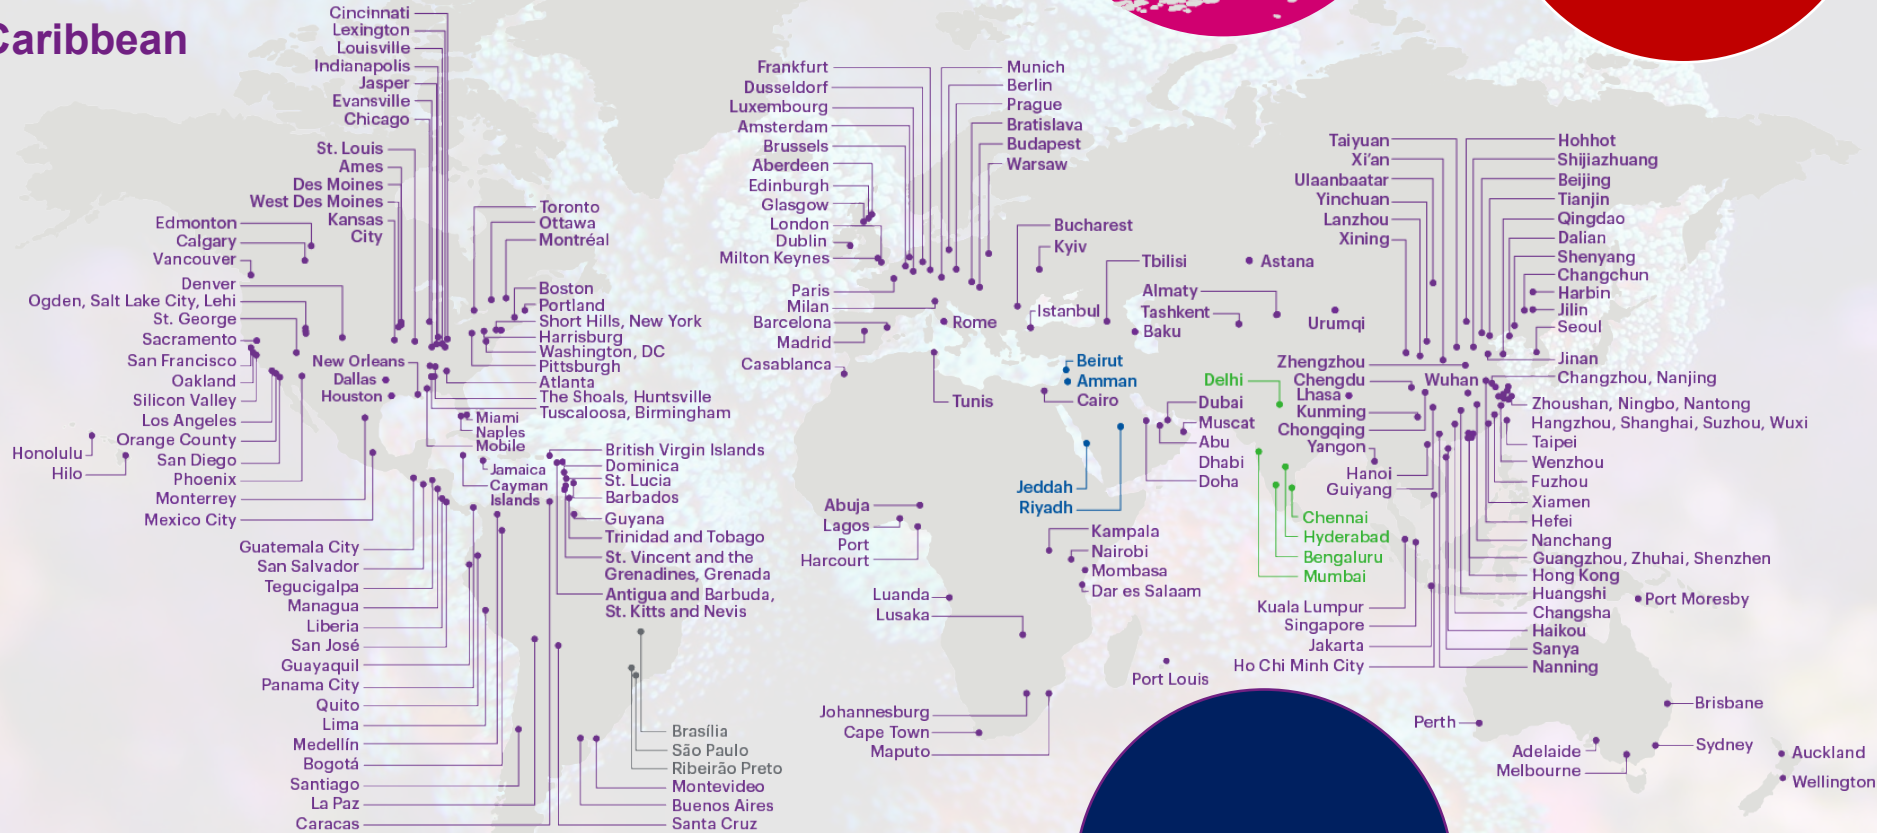 Caribbean
Cincinnati
Lexington
Louisville
Indianapolis
Jasper
Evansville
Chicago
St. Louis
Ames
Des Moines
West Des Moines
Kansas
City
Edmonton
Calgary
Vancouver
Denver
Ogden, Salt Lake City, Lehi
St. George
Sacramento
San Francisco
Oakland
Silicon Valley
Los Angeles
Orange County
San Diego
Phoenix
Monterrey
Mexico City
Honolulu
Hilo
New Orleans
Dallas
Houston
Toronto
Ottawa
Montréal
Boston
Portland
Short Hills, New York
Harrisburg
Washington, DC
Pittsburgh
Atlanta
The Shoals, Huntsville
Tuscaloosa, Birmingham
Miami
Naples
Mobile
Jamaica
Cayman
Islands
British Virgin Islands
Dominica
St. Lucia
Barbados
Guyana
Trinidad and Tobago
St. Vincent and the
Grenadines, Grenada
Antigua and Barbuda,
St. Kitts and Nevis
Guatemala City
San Salvador
Tegucigalpa
Managua
Liberia
San José
Guayaquil
Panama City
Quito
Lima
Medellín
Bogotá
Santiago
La Paz
Caracas
Brasília
São Paulo
Ribeirão Preto
Montevideo
Buenos Aires
Santa Cruz
Frankfurt
Dusseldorf
Luxembourg
Amsterdam
Brussels
Aberdeen
Edinburgh
Glasgow
London
Dublin
Milton Keynes
Paris
Milan
Barcelona
Madrid
Casablanca
Munich
Berlin
Prague
Bratislava
Budapest
Warsaw
Bucharest
Kyiv
Istanbul
Rome
Tunis
Tbilisi
Astana
Almaty
Tashkent
Baku
Urumqi
Beirut
Amman
Cairo
Jeddah
Riyadh
Dubai
Muscat
Abu
Dhabi
Doha
Delhi
Chennai
Hyderabad
Bengaluru
Mumbai
Abuja
Lagos
Port
Harcourt
Luanda
Lusaka
Kampala
Nairobi
Mombasa
Dar es Salaam
Port Louis
Johannesburg
Cape Town
Maputo
Taiyuan
Xi’an
Ulaanbaatar
Yinchuan
Lanzhou
Xining
Zhengzhou
Chengdu
Lhasa
Kunming
Chongqing
Yangon
Hanoi
Guiyang
Wuhan
Kuala Lumpur
Singapore
Jakarta
Ho Chi Minh City
Hohhot
Shijiazhuang
Beijing
Tianjin
Qingdao
Dalian
Shenyang
Changchun
Harbin
Jilin
Seoul
Jinan
Changzhou, Nanjing
Zhoushan, Ningbo, Nantong
Hangzhou, Shanghai, Suzhou, Wuxi
Taipei
Wenzhou
Fuzhou
Xiamen
Hefei
Nanchang
Guangzhou, Zhuhai, Shenzhen
Hong Kong
Huangshi
Changsha
Haikou
Sanya
Nanning
Port Moresby
Perth
Adelaide
Melbourne
Brisbane
Sydney
Auckland
Wellington